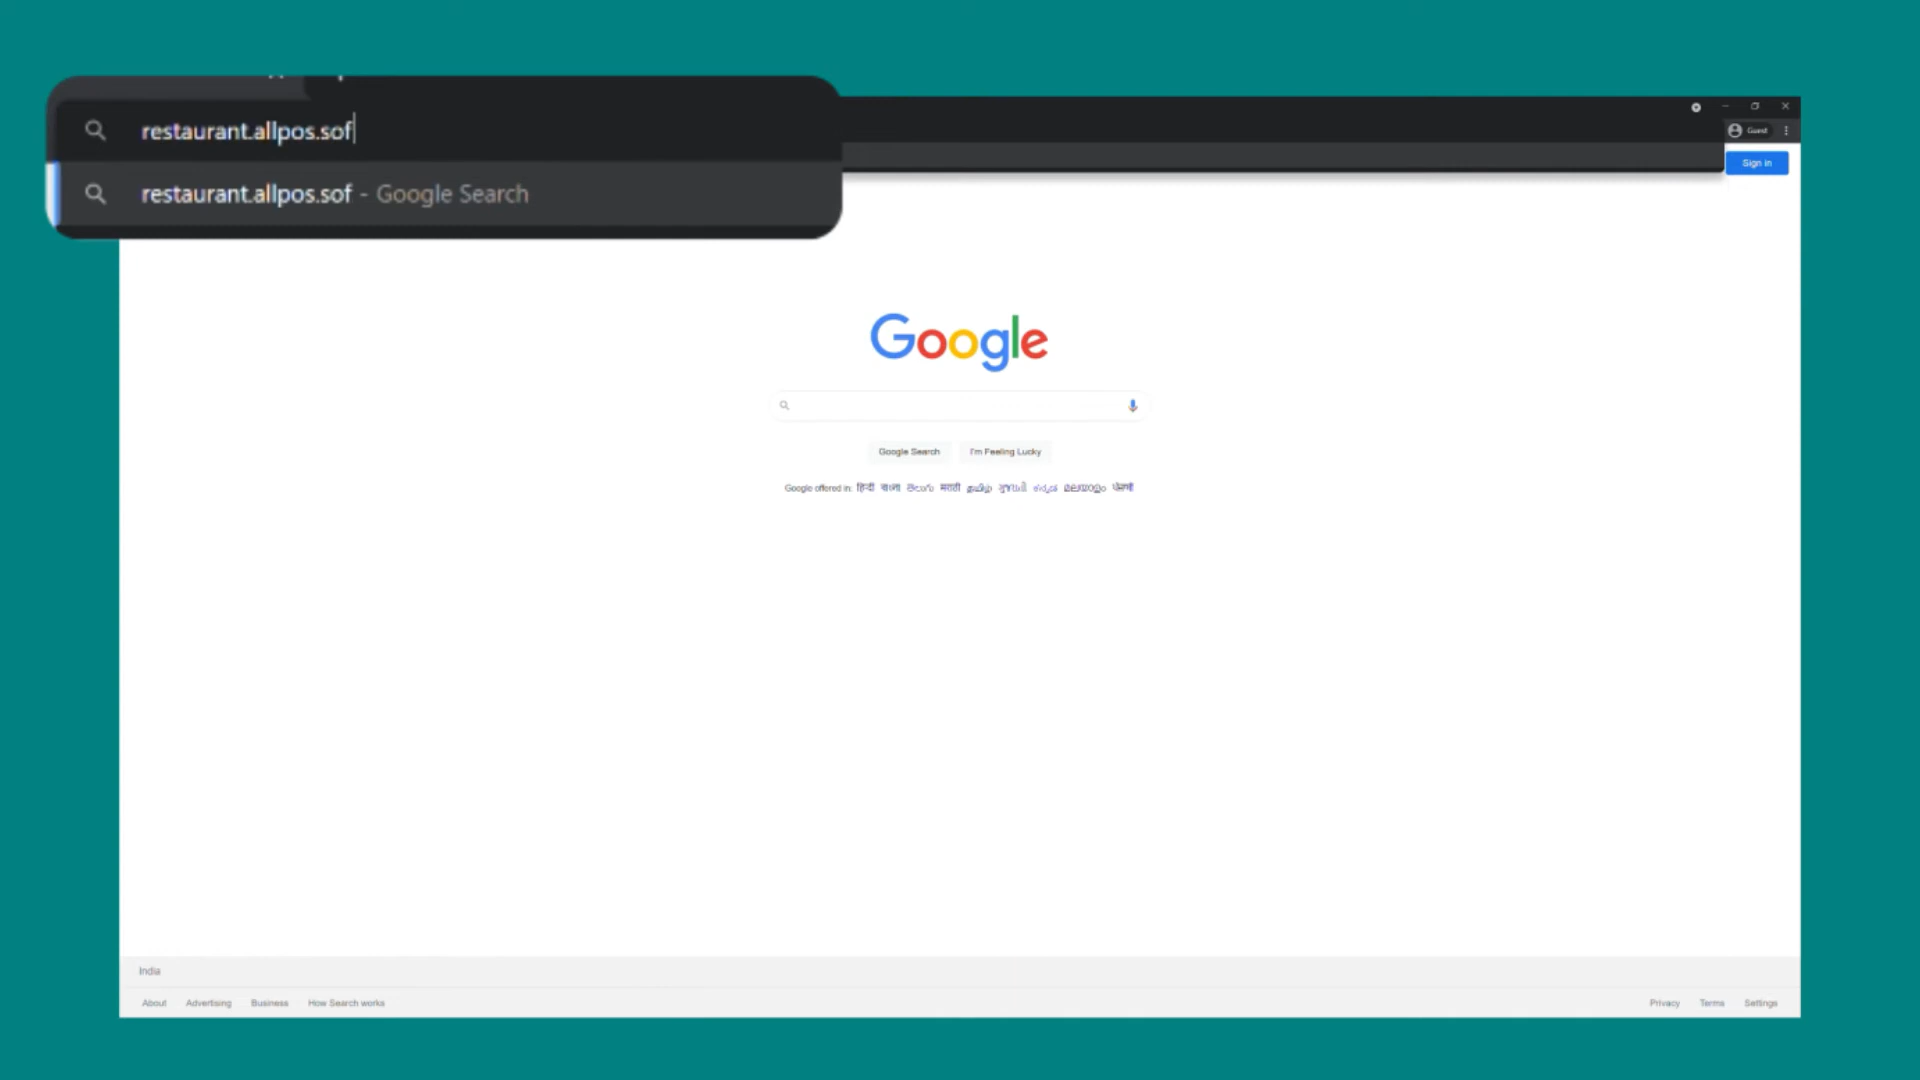 restaurant.allpos.sof
restaurant.allpos.sof - Google Search
Guest
Sign in
Google
Google Search I'm Feeling Lucky
Google offered in: हिन्दी বাংলা తెలుగు मराठी தமிழ் ગુજરાતી ಕನ್ನಡ മലയാളം ਪੰਜਾਬੀ
India
About Advertising Business How Search works Privacy Terms Settings